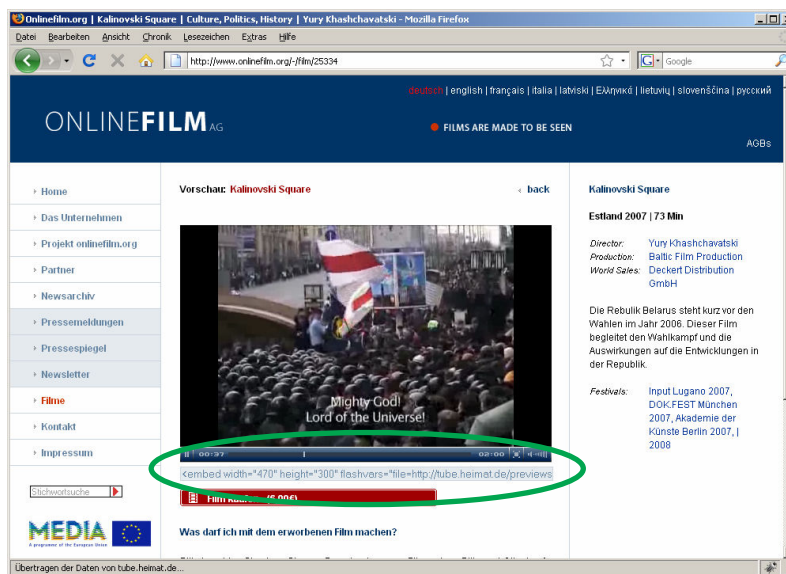 Onlinefilm.org | Kalinovski Square | Culture, Politics, History | Yury Khashchavatski - Mozilla Firefox
Datei Bearbeiten Ansicht Chronik Lesezeichen Extras Hilfe
http://www.onlinefilm.org/-/film/25334
Google
deutsch | english | français | italia | latviski | Ελληνικά | lietuvių | slovenščina | русский
ONLINEFILM AG
FILMS ARE MADE TO BE SEEN
AGBs
Home
Das Unternehmen
Projekt onlinefilm.org
Partner
Newsarchiv
Pressemeldungen
Pressespiegel
Newsletter
Filme
Kontakt
Impressum
Stichwortsuche
MEDIA
A programme of the European Union
Vorschau: Kalinovski Square
‹ back
Mighty God!
Lord of the Universe!
00:37
02:00
<embed width="470" height="300" flashvars="file=http://tube.heimat.de/previews
Film
Was darf ich mit dem erworbenen Film machen?
Kalinovski Square
Estland 2007 | 73 Min
Director: Yury Khashchavatski
Production: Baltic Film Production
World Sales: Deckert Distribution
GmbH
Die Rebulik Belarus steht kurz vor den
Wahlen im Jahr 2006. Dieser Film
begleitet den Wahlkampf und die
Auswirkungen auf die Entwicklungen in
der Republik.
Festivals: Input Lugano 2007,
DOK.FEST München
2007, Akademie der
Künste Berlin 2007, |
2008
Übertragen der Daten von tube.heimat.de...